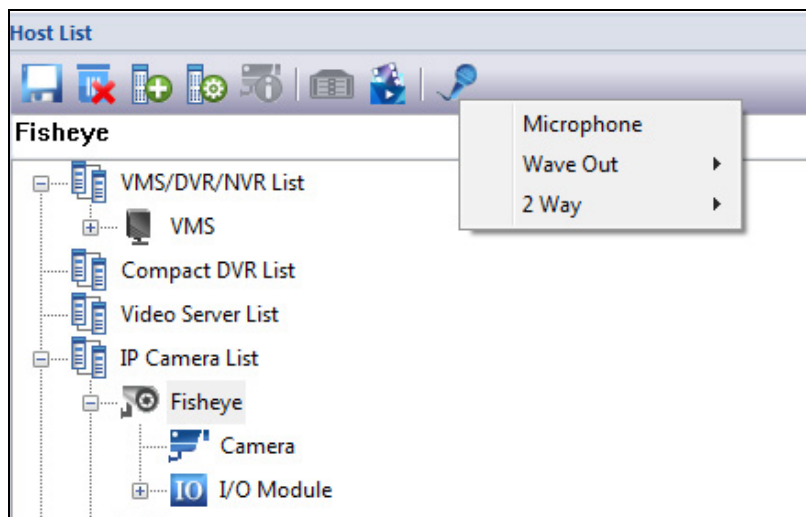 Host List
Fisheye
Microphone
Wave Out
2 Way
VMS/DVR/NVR List
VMS
Compact DVR List
Video Server List
IP Camera List
Fisheye
Camera
IO I/O Module